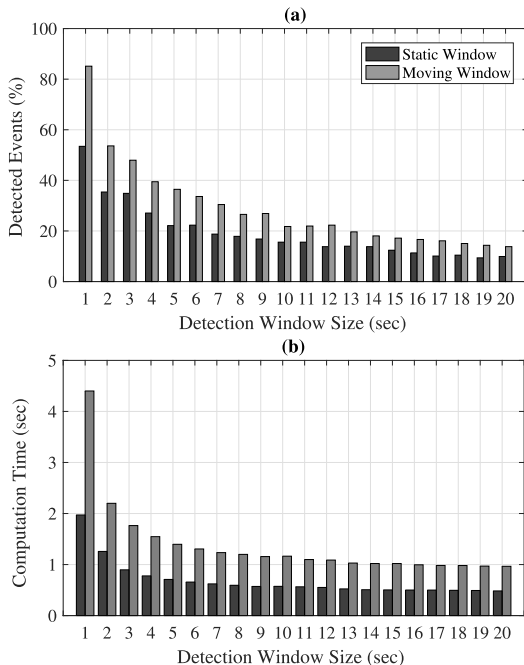 (a)
100
80
60
40
20
0
Detected Events (%)
Static Window
Moving Window
1 2 3 4 5 6 7 8 9 10 11 12 13 14 15 16 17 18 19 20
Detection Window Size (sec)
(b)
5
4
3
2
1
0
Computation Time (sec)
1 2 3 4 5 6 7 8 9 10 11 12 13 14 15 16 17 18 19 20
Detection Window Size (sec)